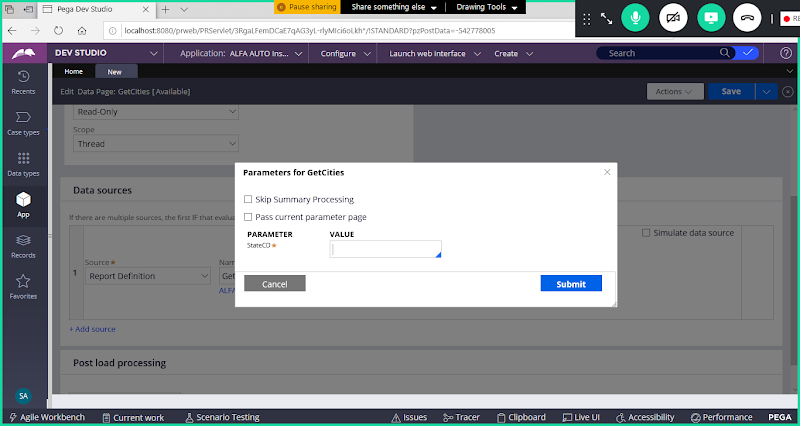 Pause sharing
Share something else
Drawing Tools
Pega Dev Studio
localhost:8080/prweb/PRServlet/3RgaLFemDCaE7qAG3yL-rlyMIci6oLkh*/!STANDARD?pzPostData=-542778005
RE
DEV STUDIO
Application: ALFA AUTO Ins...
Configure
Launch web interface
Create
Search
Home
New
Recents
Edit Data Page: GetCities [Available]
Actions
Save
Read-Only
Case types
Scope
Thread
Data types
Parameters for GetCities
Data sources
Skip Summary Processing
App
If there are multiple sources, the first IF that evalua
Pass current parameter page
PARAMETER VALUE
Simulate data source
StateCD
Records
Source
1
Report Definition
Get
Cancel
Submit
ALFA
Favorites
+ Add source
Post load processing
SA
Agile Workbench
Current work
Scenario Testing
Issues
Tracer
Clipboard
Live UI
Accessibility
Performance
PEGA